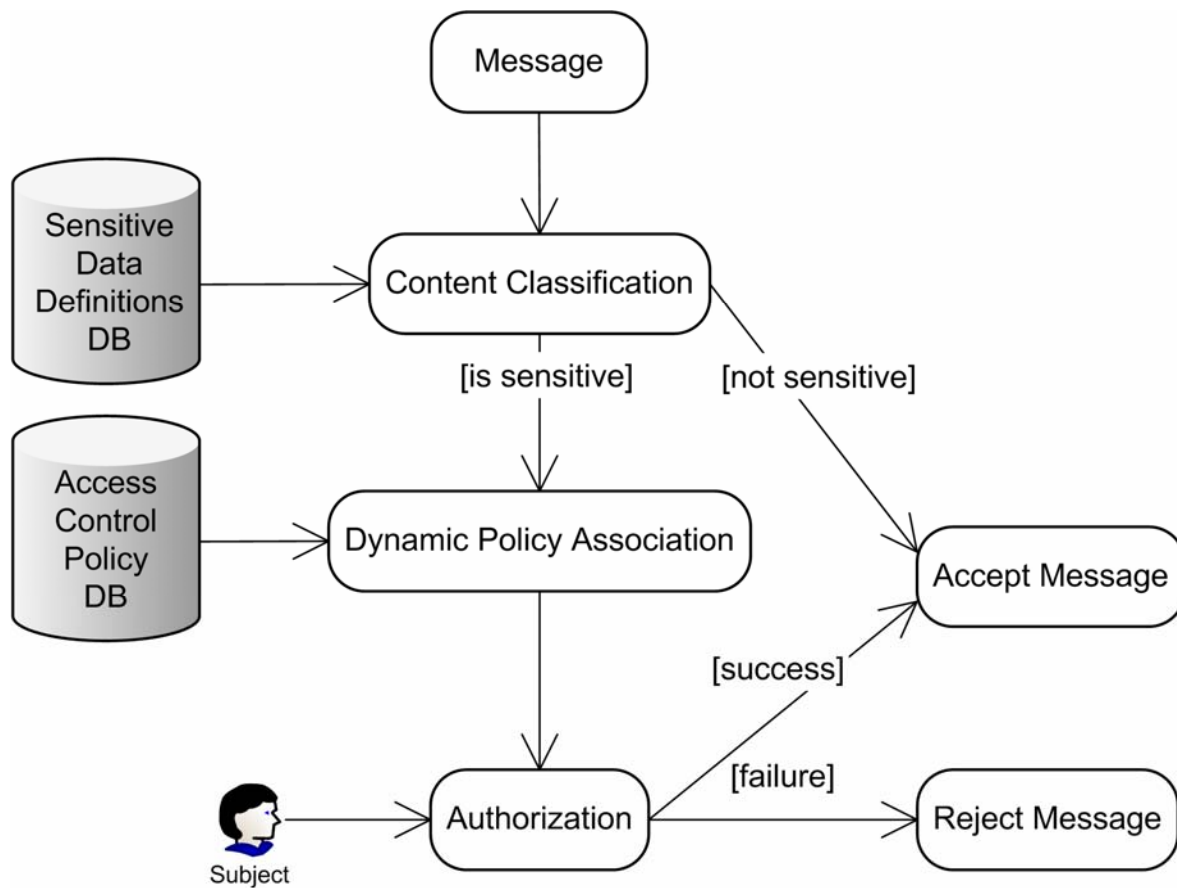 Message
Sensitive
Data
Definitions
DB
Content Classification
[is sensitive]
[not sensitive]
Access
Control
Policy
DB
Dynamic Policy Association
Accept Message
[success]
[failure]
Authorization
Reject Message
Subject